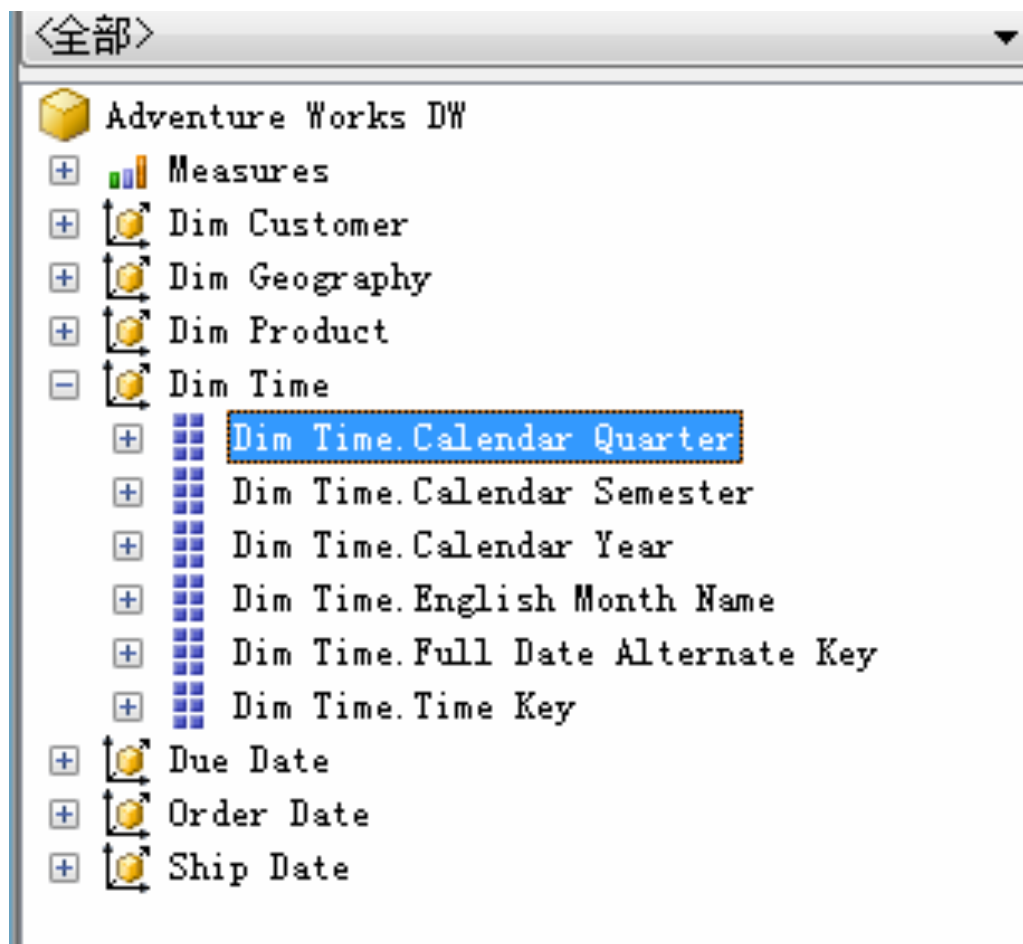 <全部>
Adventure Works DW
Measures
Dim Customer
Dim Geography
Dim Product
Dim Time
Dim Time.Calendar Quarter
Dim Time.Calendar Semester
Dim Time.Calendar Year
Dim Time.English Month Name
Dim Time.Full Date Alternate Key
Dim Time.Time Key
Due Date
Order Date
Ship Date